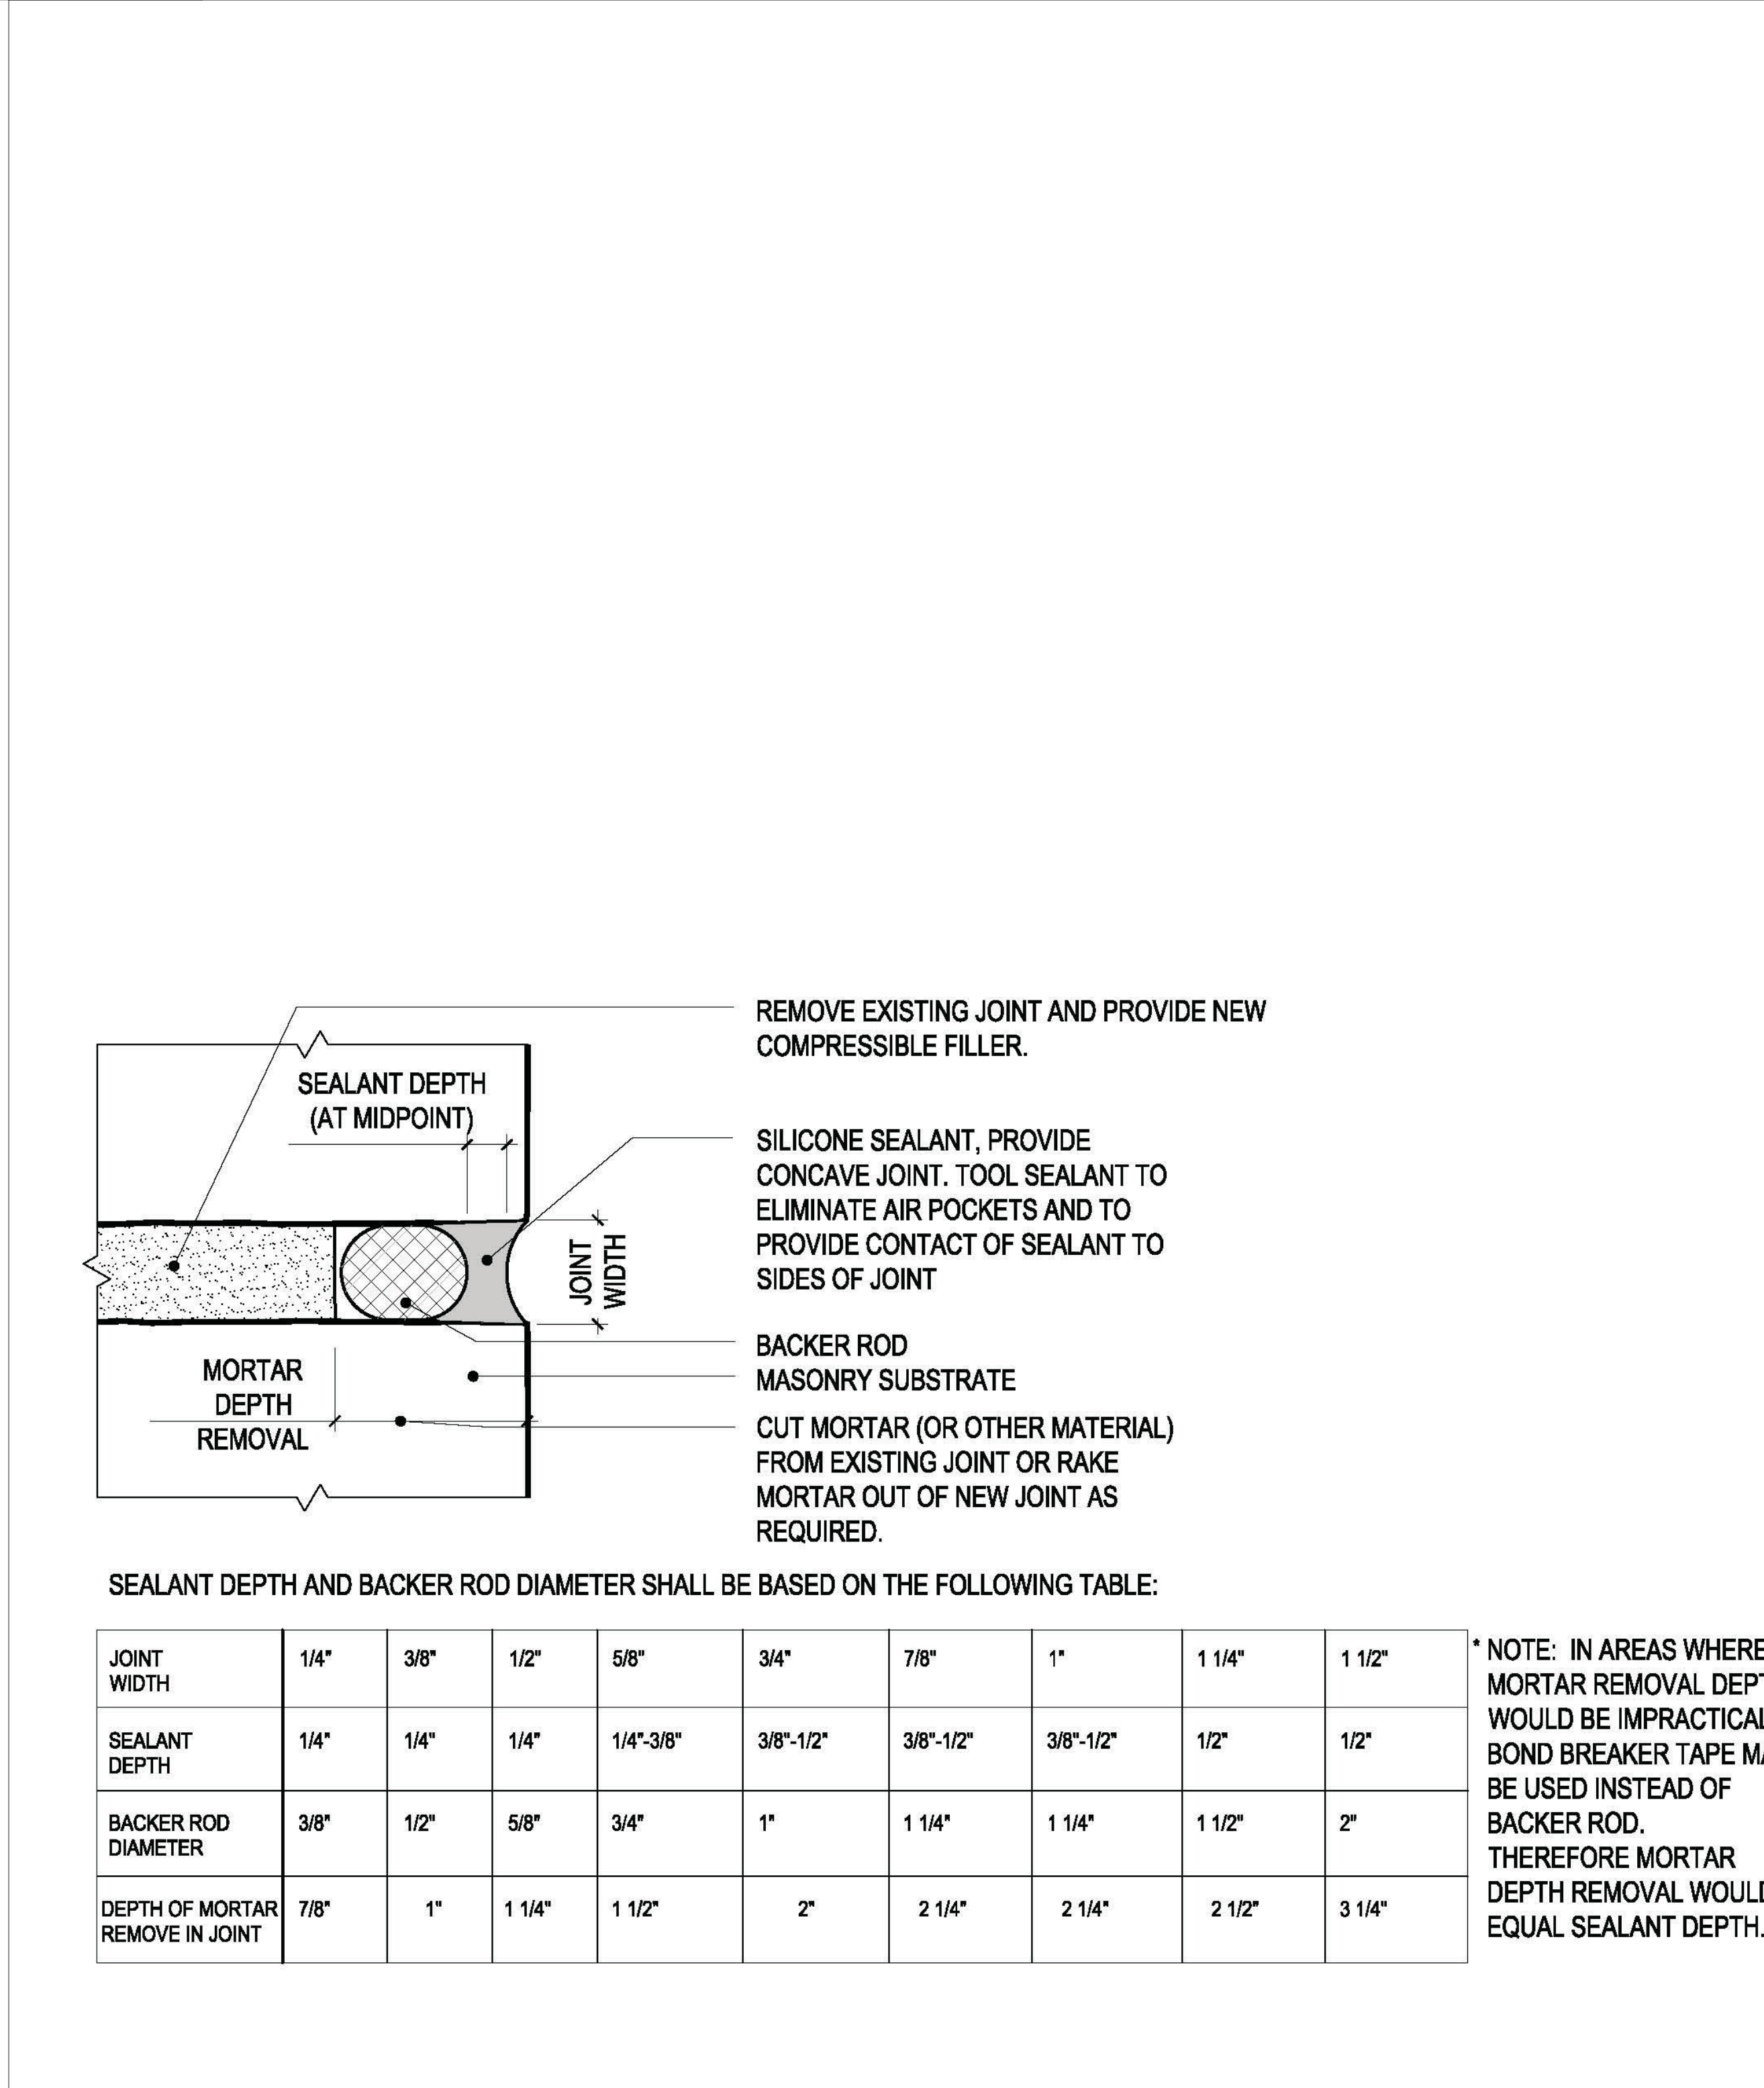 REMOVE EXISTING JOINT AND PROVIDE NEW
COMPRESSIBLE FILLER.
SEALANT DEPTH
(AT MIDPOINT)
SILICONE SEALANT, PROVIDE
CONCAVE JOINT. TOOL SEALANT TO
ELIMINATE AIR POCKETS AND TO
PROVIDE CONTACT OF SEALANT TO
SIDES OF JOINT
JOINT
WIDTH
BACKER ROD
MASONRY SUBSTRATE
MORTAR
DEPTH
REMOVAL
CUT MORTAR (OR OTHER MATERIAL)
FROM EXISTING JOINT OR RAKE
MORTAR OUT OF NEW JOINT AS
REQUIRED.
SEALANT DEPTH AND BACKER ROD DIAMETER SHALL BE BASED ON THE FOLLOWING TABLE:
JOINT
WIDTH
1/4" 3/8" 1/2" 5/8" 3/4" 7/8" 1" 1 1/4" 1 1/2"
SEALANT
DEPTH
1/4" 1/4" 1/4" 1/4"-3/8" 3/8"-1/2" 3/8"-1/2" 3/8"-1/2" 1/2" 1/2"
BACKER ROD
DIAMETER
3/8" 1/2" 5/8" 3/4" 1" 1 1/4" 1 1/4" 1 1/2" 2"
DEPTH OF MORTAR
REMOVE IN JOINT
7/8" 1" 1 1/4" 1 1/2" 2" 2 1/4" 2 1/4" 2 1/2" 3 1/4"
* NOTE: IN AREAS WHERE
MORTAR REMOVAL
WOULD BE IMPRACTICAL
BOND BREAKER TAPE
BE USED INSTEAD OF
BACKER ROD.
THEREFORE MORTAR
DEPTH REMOVAL
EQUAL SEALANT DEPTH.